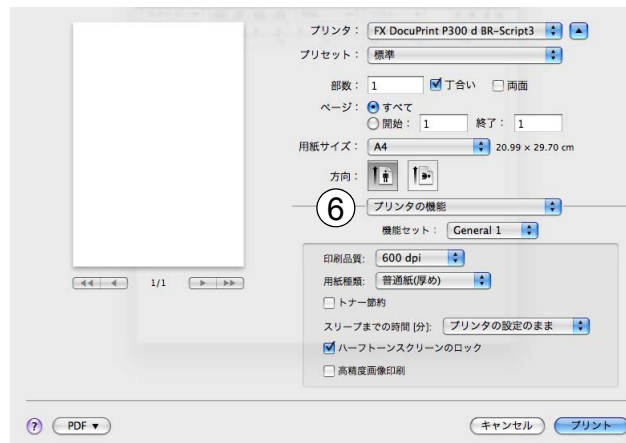 プリンタ： FX DocuPrint P300 d BR-Script3
プリセット： 標準
部数： 1 丁合い 両面
ページ： すべて
開始： 1 終了： 1
用紙サイズ： A4 20.99 × 29.70 cm
方向：
6 プリンタの機能
機能セット： General 1
印刷品質: 600 dpi
用紙種類: 普通紙(厚め)
トナー節約
スリープまでの時間 [分]: プリンタの設定のまま
ハーフトーンスクリーンのロック
高精度画像印刷
1/1
? PDF ▼ キャンセル プリント